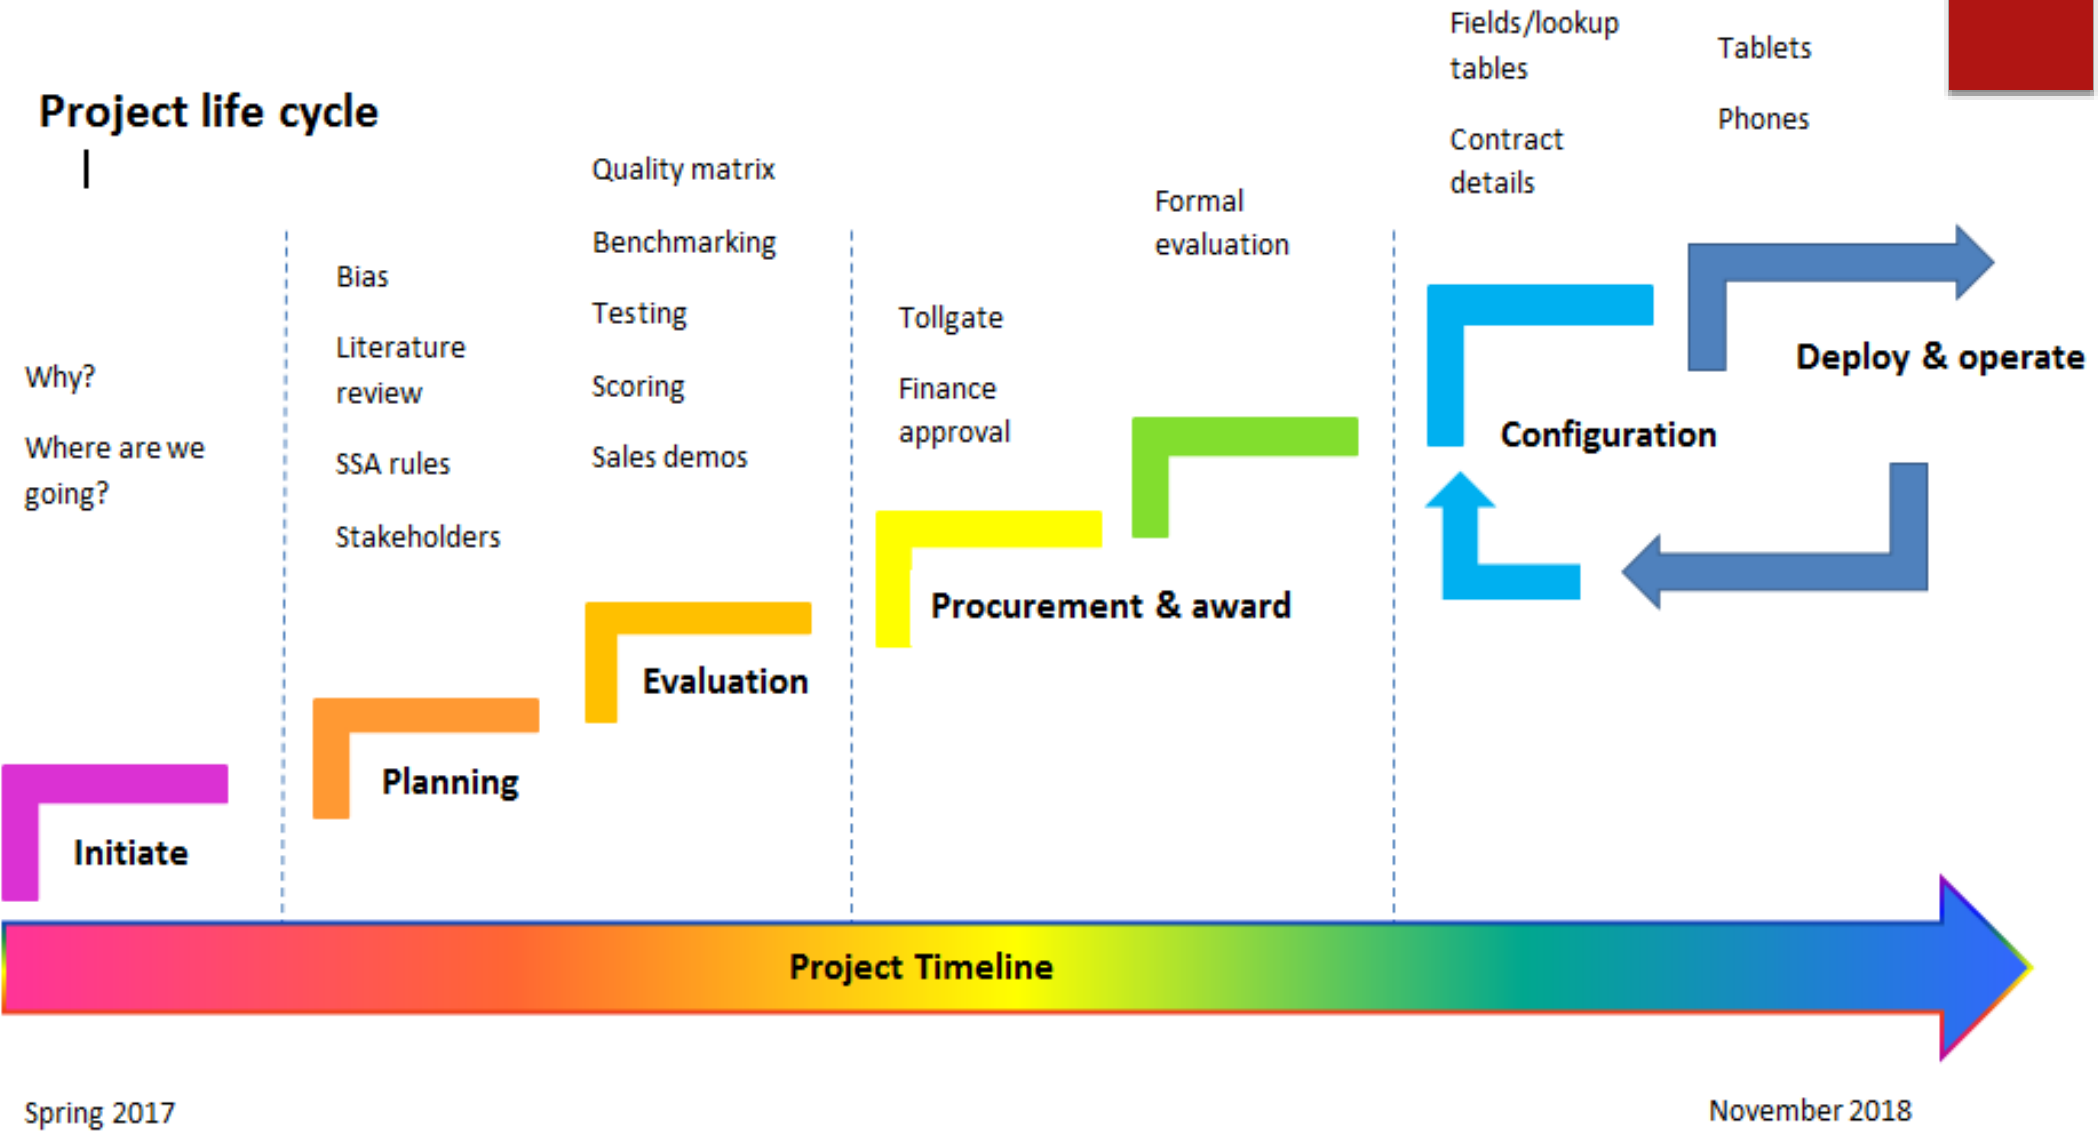 Project life cycle
Why?
Where are we
going?
Initiate
Bias
Literature
review
SSA rules
Stakeholders
Planning
Quality matrix
Benchmarking
Testing
Scoring
Sales demos
Evaluation
Tollgate
Finance
approval
Formal
evaluation
Procurement & award
Fields/lookup
tables
Contract
details
Configuration
Tablets
Phones
Deploy & operate
Project Timeline
Spring 2017
November 2018